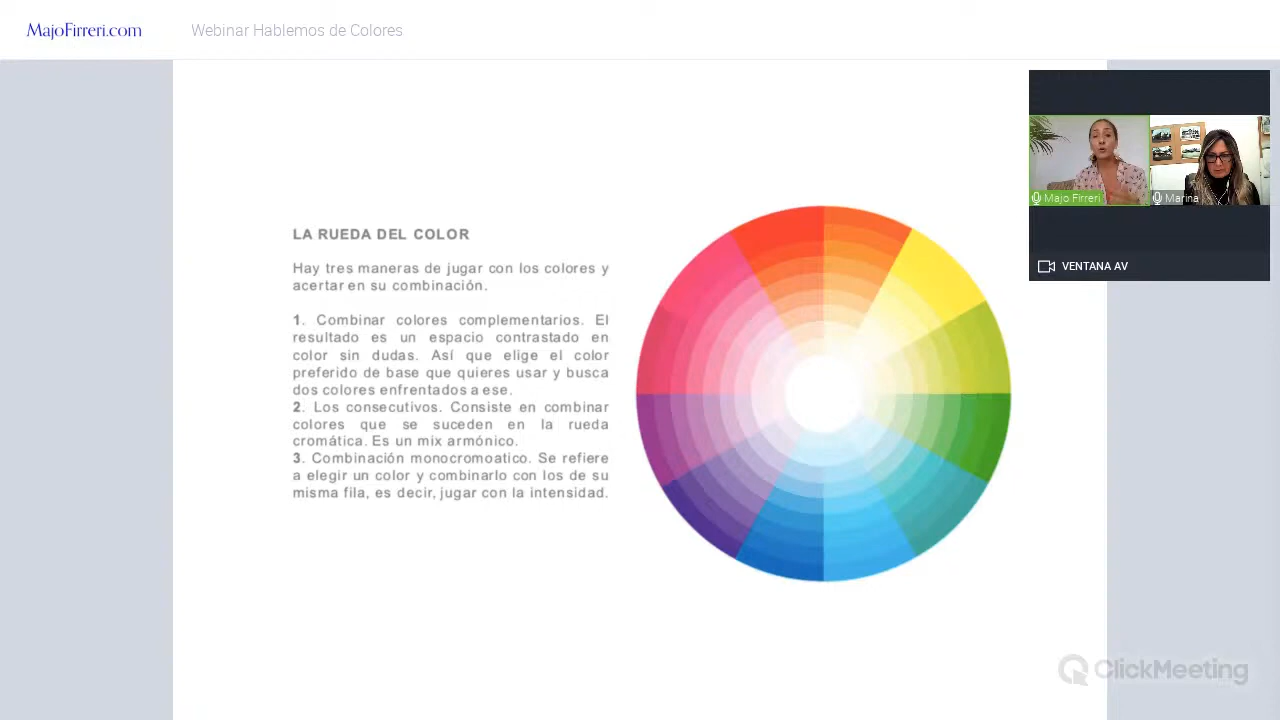 MajoFirreri.com
Webinar Hablemos de Colores
LA RUEDA DEL COLOR
Hay tres maneras de jugar con los colores y
acertar en su combinación.
1. Combinar colores complementarios. El
resultado es un espacio contrastado en
color sin dudas. Así que elige el color
preferido de base que quieres usar y busca
dos colores enfrentados a ese.
2. Los consecutivos. Consiste en combinar
colores que se suceden en la rueda
cromática. Es un mix armónico.
3. Combinación monocromoatico. Se refiere
a elegir un color y combinarlo con los de su
misma fila, es decir, jugar con la intensidad.
Majo Firreri
Marina
VENTANA AV
ClickMeeting